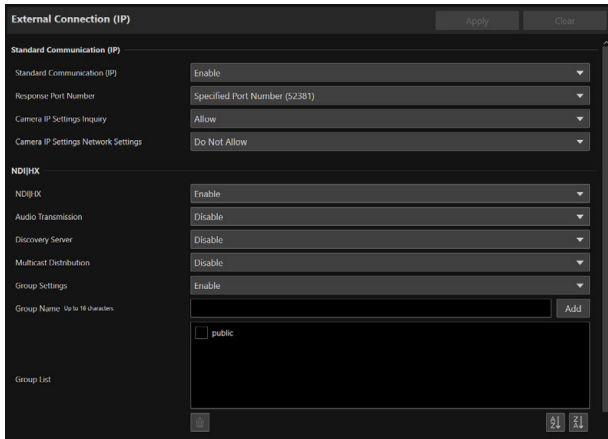 External Connection (IP)
Apply
Clear
Standard Communication (IP)
Standard Communication (IP) Enable
Response Port Number Specified Port Number (52381)
Camera IP Settings Inquiry Allow
Camera IP Settings Network Settings Do Not Allow
NDI|HX
NDI|HX Enable
Audio Transmission Disable
Discovery Server Disable
Multicast Distribution Disable
Group Settings Enable
Group Name Up to 16 characters Add
public
Group List
A Z Z A